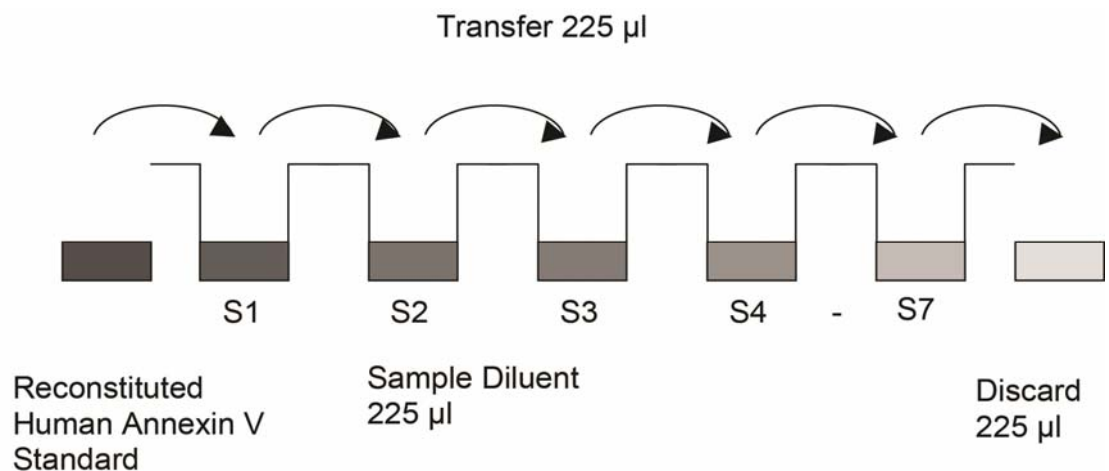 Transfer 225 µl
S1 S2 S3 S4 - S7
Reconstituted
Human Annexin V
Standard
Sample Diluent
225 µl
Discard
225 µl